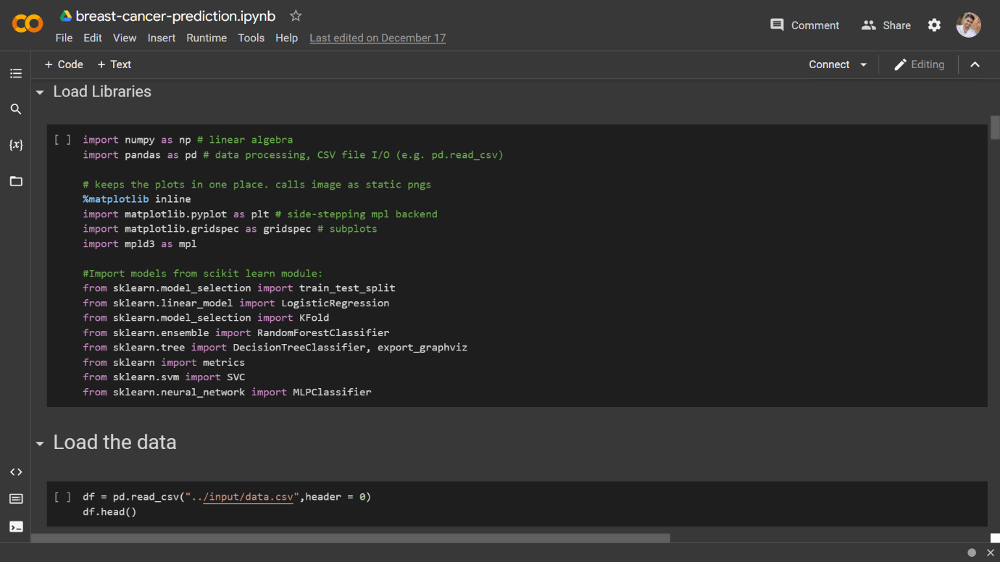 breast-cancer-prediction.ipynb
File Edit View Insert Runtime Tools Help Last edited on December 17
Comment Share
+ Code + Text
Connect Editing
Load Libraries
[ ] import numpy as np # linear algebra
import pandas as pd # data processing, CSV file I/O (e.g. pd.read_csv)
# keeps the plots in one place. calls image as static pngs
%matplotlib inline
import matplotlib.pyplot as plt # side-stepping mpl backend
import matplotlib.gridspec as gridspec # subplots
import mpld3 as mpl
#Import models from scikit learn module:
from sklearn.model_selection import train_test_split
from sklearn.linear_model import LogisticRegression
from sklearn.model_selection import KFold
from sklearn.ensemble import RandomForestClassifier
from sklearn.tree import DecisionTreeClassifier, export_graphviz
from sklearn import metrics
from sklearn.svm import SVC
from sklearn.neural_network import MLPClassifier
Load the data
[ ] df = pd.read_csv("../input/data.csv",header = 0)
df.head()